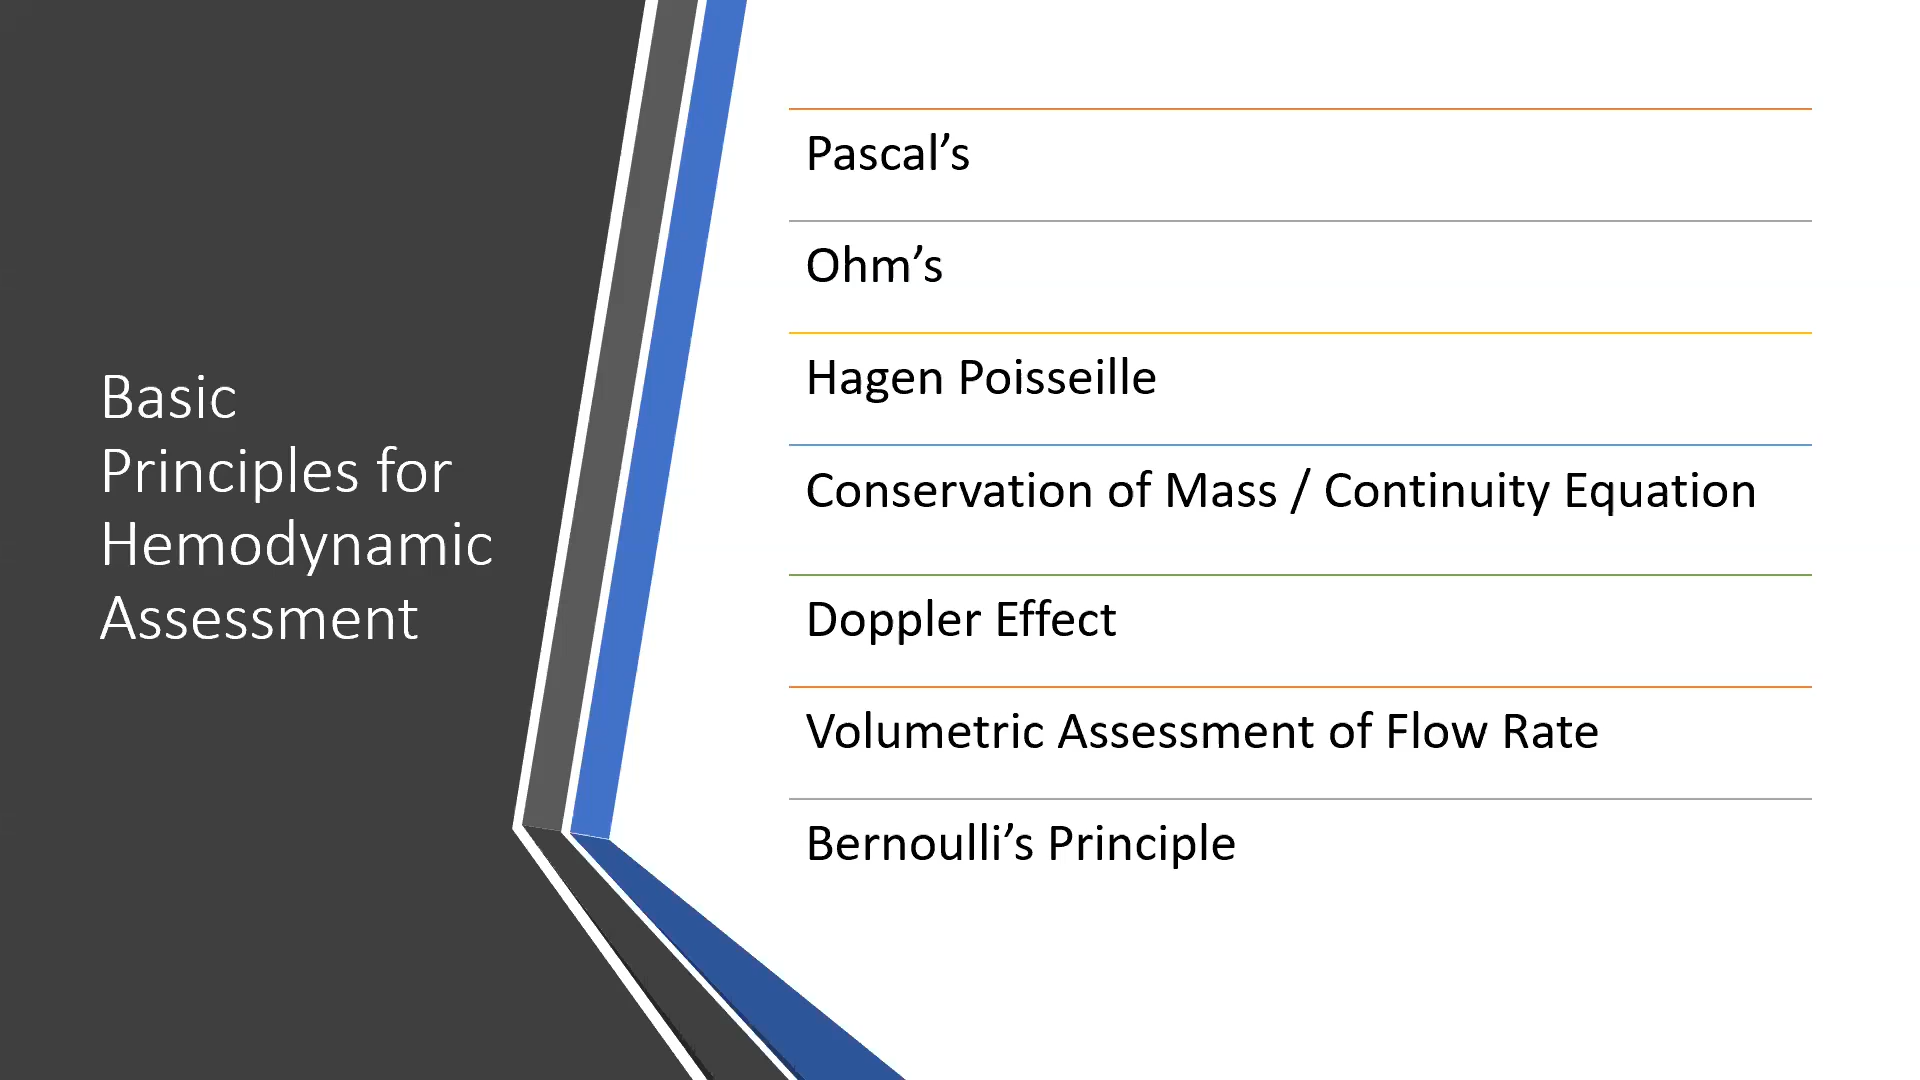 Basic
Principles for
Hemodynamic
Assessment
Pascal’s
Ohm’s
Hagen Poisseille
Conservation of Mass / Continuity Equation
Doppler Effect
Volumetric Assessment of Flow Rate
Bernoulli’s Principle